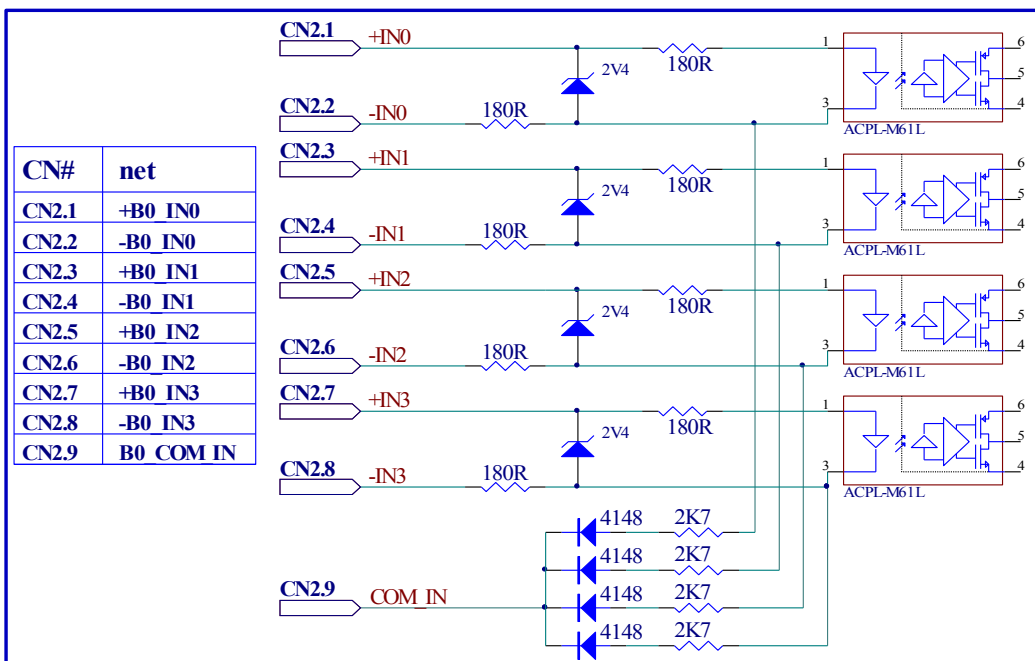 CN2.1 +IN0
180R
2V4
CN2.2 -IN0 180R
1
3
6
5
4
ACPL-M61L
CN2.3 +IN1
180R
2V4
CN2.4 -IN1 180R
1
3
6
5
4
ACPL-M61L
CN2.5 +IN2
180R
2V4
CN2.6 -IN2 180R
1
3
6
5
4
ACPL-M61L
CN2.7 +IN3
180R
2V4
CN2.8 -IN3 180R
1
3
6
5
4
ACPL-M61L
4148 2K7
4148 2K7
4148 2K7
4148 2K7
CN2.9 COM_IN
CN# net
CN2.1 +B0_IN0
CN2.2 -B0_IN0
CN2.3 +B0_IN1
CN2.4 -B0_IN1
CN2.5 +B0_IN2
CN2.6 -B0_IN2
CN2.7 +B0_IN3
CN2.8 -B0_IN3
CN2.9 B0_COM_IN